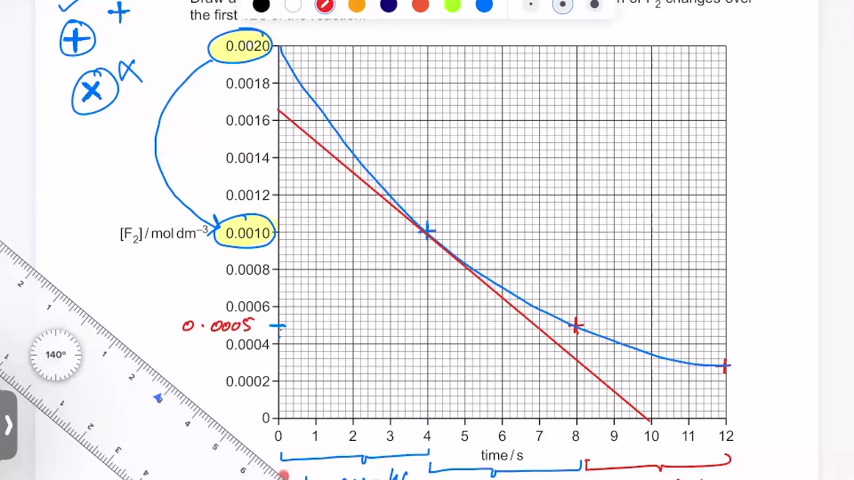 Draw a
n of F₂ changes over
the first
0.0020
0.0018
0.0016
0.0014
0.0012
[F₂] / mol dm⁻³
0.0010
0.0008
0.0006
0.0005
0.0004
0.0002
0
0 1 2 3 4 5 6 7 8 9 10 11 12
time / s
140°